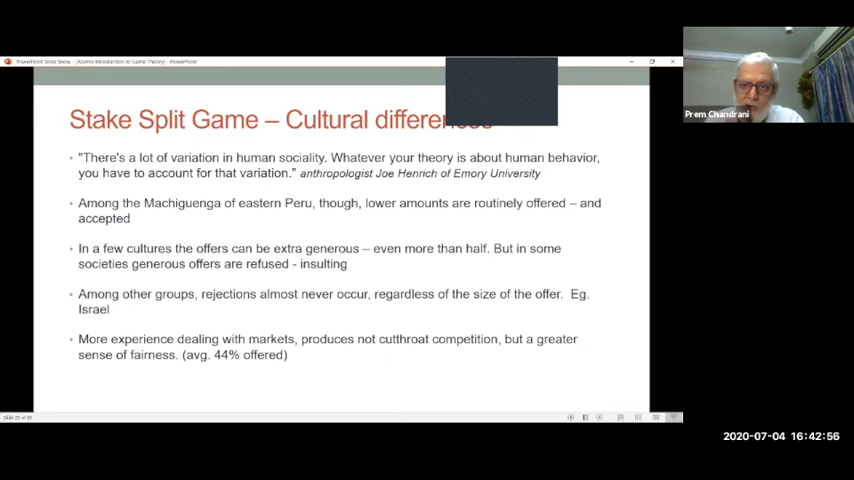 PowerPoint Slide Show - [Alumni Introduction to Game Theory] - PowerPoint
Stake Split Game – Cultural differences
• "There's a lot of variation in human sociality. Whatever your theory is about human behavior,
you have to account for that variation." anthropologist Joe Henrich of Emory University
• Among the Machiguenga of eastern Peru, though, lower amounts are routinely offered – and
accepted
• In a few cultures the offers can be extra generous – even more than half. But in some
societies generous offers are refused - insulting
• Among other groups, rejections almost never occur, regardless of the size of the offer. Eg.
Israel
• More experience dealing with markets, produces not cutthroat competition, but a greater
sense of fairness. (avg. 44% offered)
Prem Chandrani
2020-07-04 16:42:56